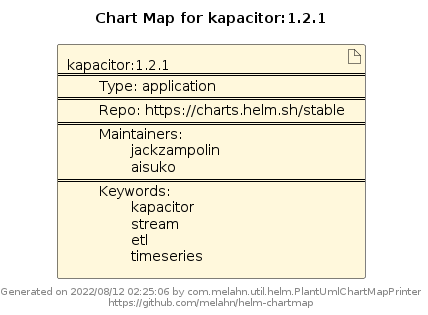 Chart Map for kapacitor:1.2.1
kapacitor:1.2.1
Type: application
Repo: https://charts.helm.sh/stable
Maintainers:
jackzampolin
aisuko
Keywords:
kapacitor
stream
etl
timeseries
Generated on 2022/08/12 02:25:06 by com.melahn.util.helm.PlantUmlChartMapPrinter
https://github.com/melahn/helm-chartmap